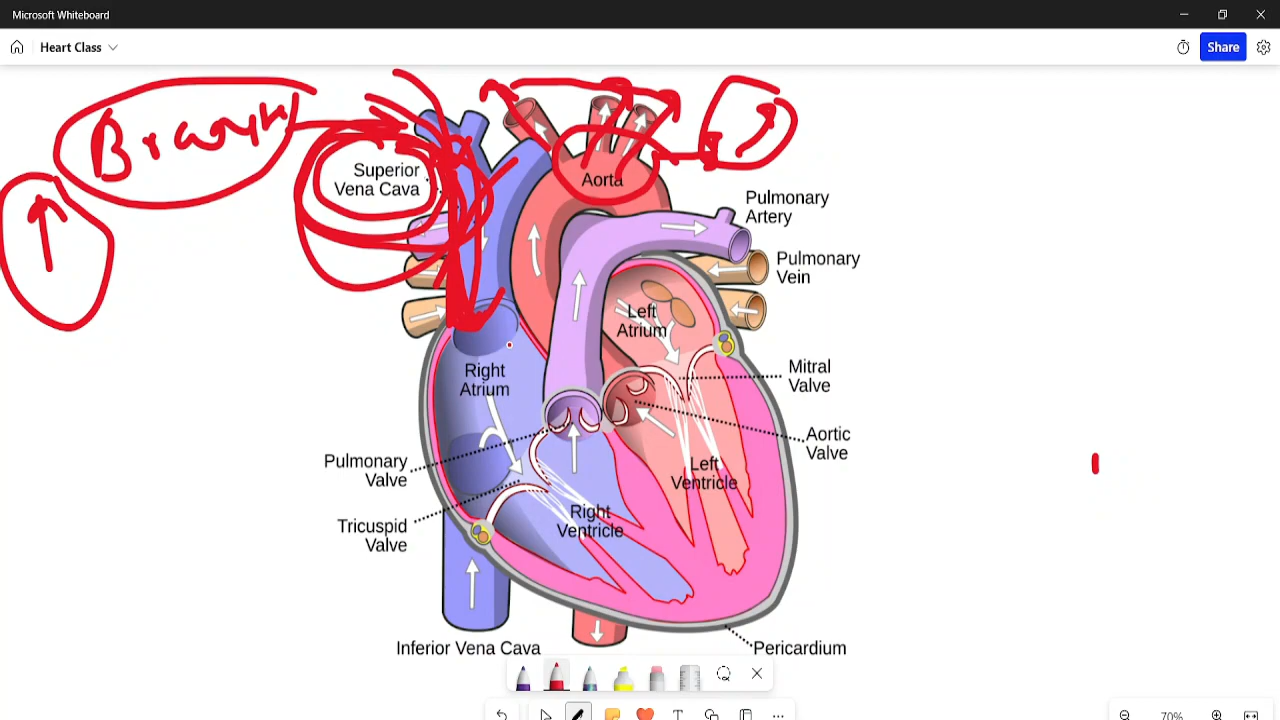 Microsoft Whiteboard
Heart Class
Share
Superior
Vena Cava
Aorta
Pulmonary
Artery
Pulmonary
Vein
Left
Atrium
Right
Atrium
Mitral
Valve
Aortic
Valve
Pulmonary
Valve
Left
Ventricle
Right
Ventricle
Tricuspid
Valve
Inferior Vena Cava
Pericardium
70%